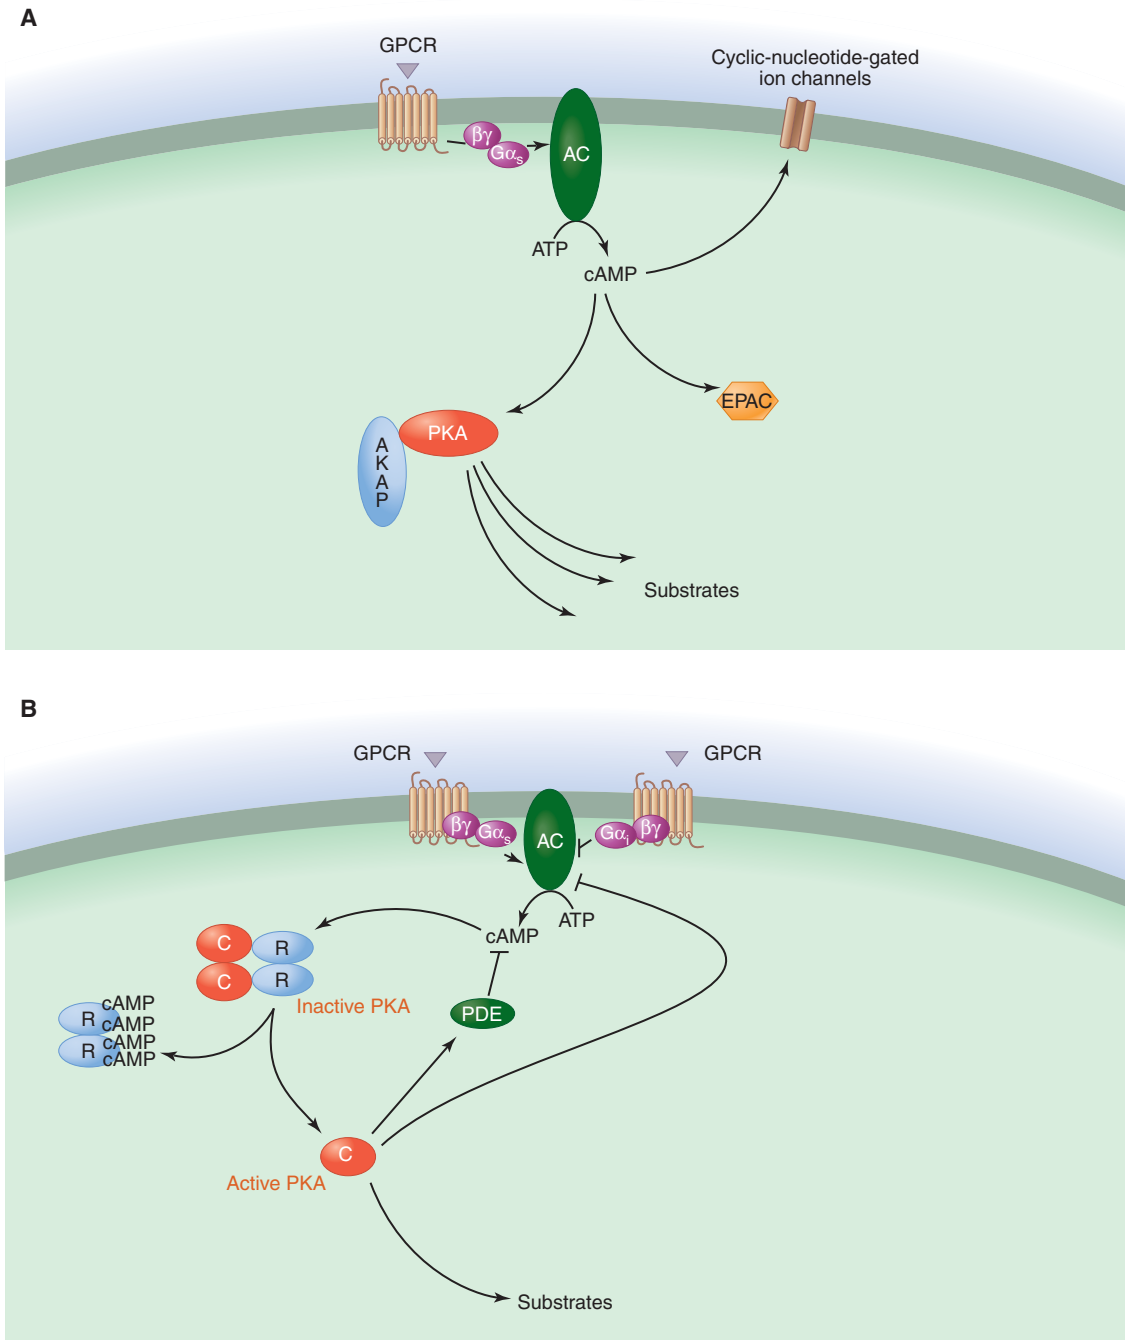 A
GPCR
Cyclic-nucleotide-gated
ion channels
βγ
Gαs
AC
ATP
cAMP
EPAC
PKA
A
K
A
P
Substrates
B
GPCR
GPCR
βγ
Gαs
AC
Gαi
βγ
ATP
cAMP
C
R
C
R
Inactive PKA
cAMP
R
cAMP
cAMP
R
cAMP
PDE
C
Active PKA
Substrates